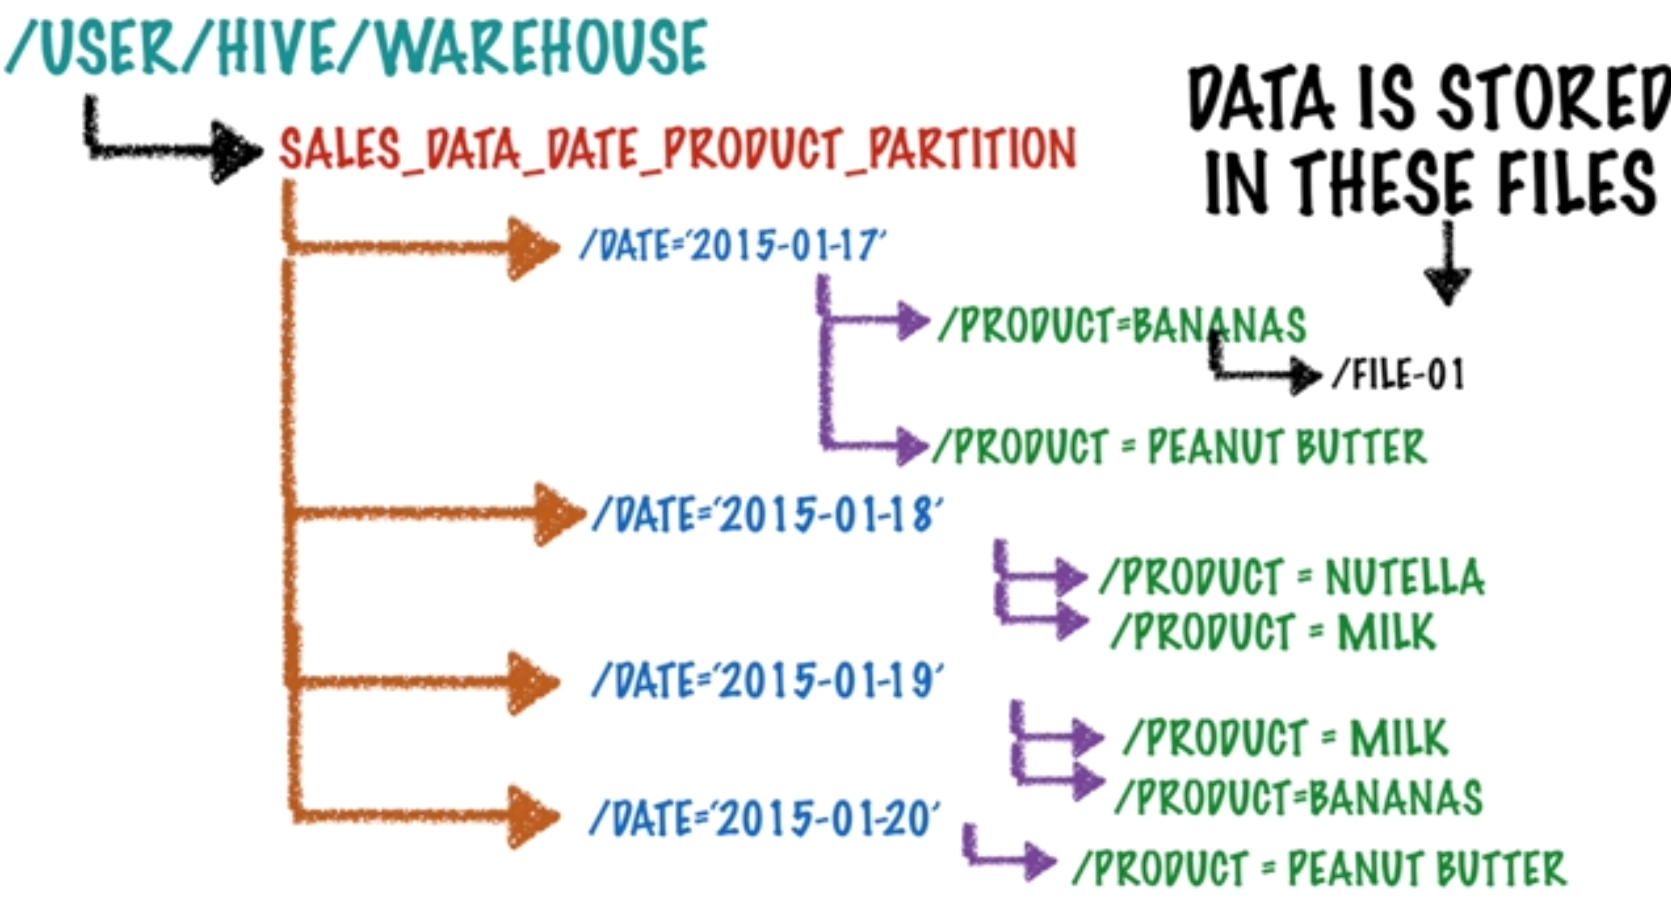 /USER/HIVE/WAREHOUSE
SALES_DATA_DATE_PRODUCT_PARTITION
DATA IS STORED
IN THESE FILES
/DATE='2015-01-17'
/PRODUCT=BANANAS
/FILE-01
/PRODUCT = PEANUT BUTTER
/DATE='2015-01-18'
/PRODUCT = NUTELLA
/PRODUCT = MILK
/DATE='2015-01-19'
/PRODUCT = MILK
/PRODUCT=BANANAS
/DATE='2015-01-20'
/PRODUCT = PEANUT BUTTER